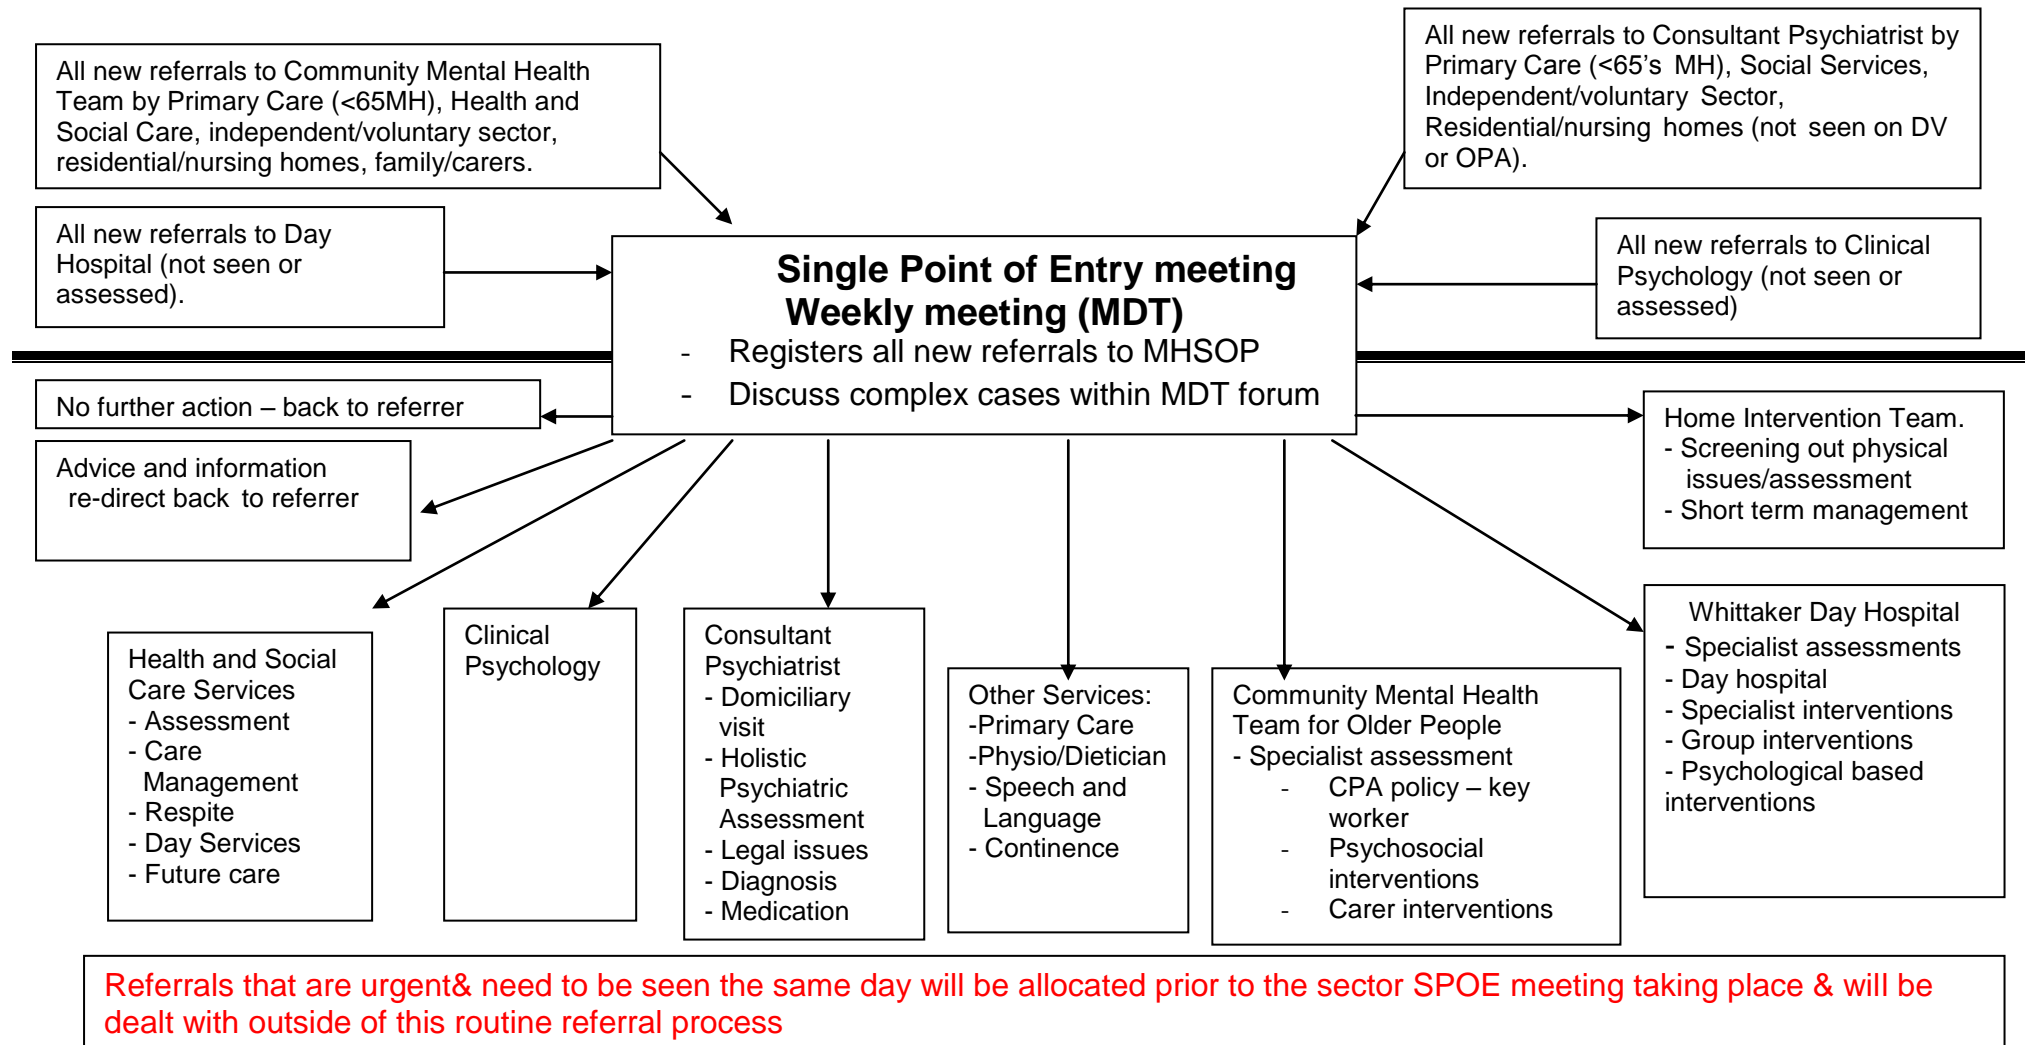 All new referrals to Community Mental Health
Team by Primary Care (<65MH), Health and
Social Care, independent/voluntary sector,
residential/nursing homes, family/carers.
All new referrals to Consultant Psychiatrist by
Primary Care (<65's MH), Social Services,
Independent/voluntary Sector,
Residential/nursing homes (not seen on DV
or OPA).
All new referrals to Day
Hospital (not seen or
assessed).
All new referrals to Clinical
Psychology (not seen or
assessed)
Single Point of Entry meeting
Weekly meeting (MDT)
- Registers all new referrals to MHSOP
- Discuss complex cases within MDT forum
No further action – back to referrer
Advice and information
re-direct back to referrer
Home Intervention Team.
- Screening out physical
issues/assessment
- Short term management
Health and Social
Care Services
- Assessment
- Care
Management
- Respite
- Day Services
- Future care
Clinical
Psychology
Consultant
Psychiatrist
- Domiciliary
visit
- Holistic
Psychiatric
Assessment
- Legal issues
- Diagnosis
- Medication
Other Services:
-Primary Care
-Physio/Dietician
- Speech and
Language
- Continence
Community Mental Health
Team for Older People
- Specialist assessment
- CPA policy – key
worker
- Psychosocial
interventions
- Carer interventions
Whittaker Day Hospital
- Specialist assessments
- Day hospital
- Specialist interventions
- Group interventions
- Psychological based
interventions
Referrals that are urgent& need to be seen the same day will be allocated prior to the sector SPOE meeting taking place & will be
dealt with outside of this routine referral process